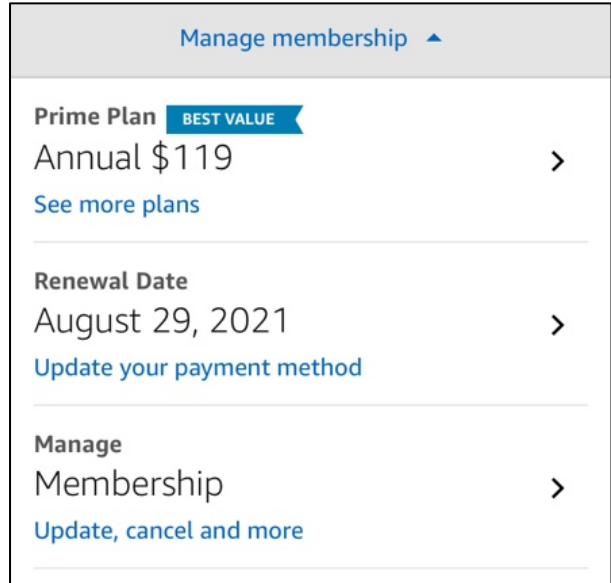 Manage membership
Prime Plan BEST VALUE
Annual $119
See more plans
Renewal Date
August 29, 2021
Update your payment method
Manage
Membership
Update, cancel and more